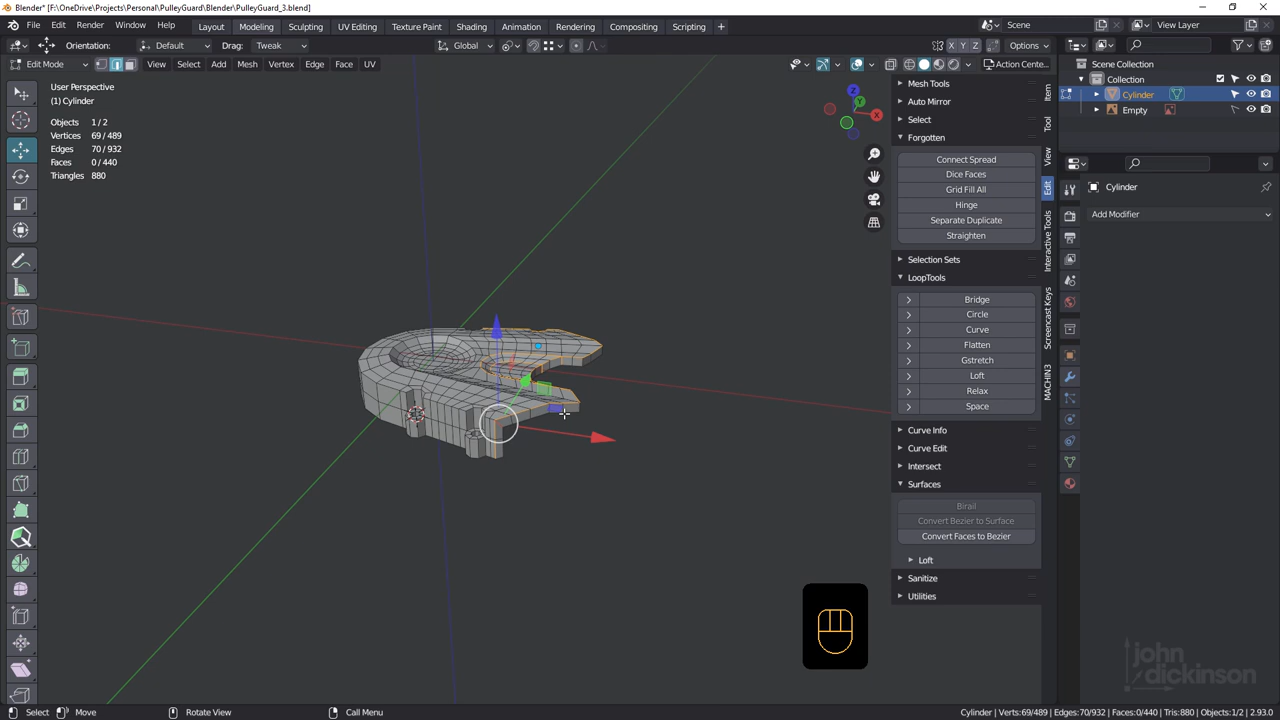 Blender* [F:\OneDrive\Projects\Personal\PulleyGuard\Blender\PulleyGuard_3.blend]
File Edit Render Window Help Layout Modeling Sculpting UV Editing Texture Paint Shading Animation Rendering Compositing Scripting + Scene View Layer
Orientation: Default Drag: Tweak Global X Y Z Options
Edit Mode View Select Add Mesh Vertex Edge Face UV Action Cente...
User Perspective
(1) Cylinder
Objects 1/2
Vertices 69/489
Edges 70/932
Faces 0/440
Triangles 880
Z
Y
X
Mesh Tools
Auto Mirror
Select
Forgotten
Connect Spread
Dice Faces
Grid Fill All
Hinge
Separate Duplicate
Straighten
Selection Sets
LoopTools
Bridge
Circle
Curve
Flatten
Gstretch
Loft
Relax
Space
Curve Info
Curve Edit
Intersect
Surfaces
Birail
Convert Bezier to Surface
Convert Faces to Bezier
Loft
Sanitize
Utilities
Item
Tool
View
Edit
Interactive Tools
Screencast Keys
MACHIN3
Scene Collection
Collection
Cylinder
Empty
Cylinder
Add Modifier
john
dickinson
Select Move Rotate View Call Menu Cylinder | Verts:69/489 | Edges:70/932 | Faces:0/440 | Tris:880 | Objects:1/2 | 2.93.0